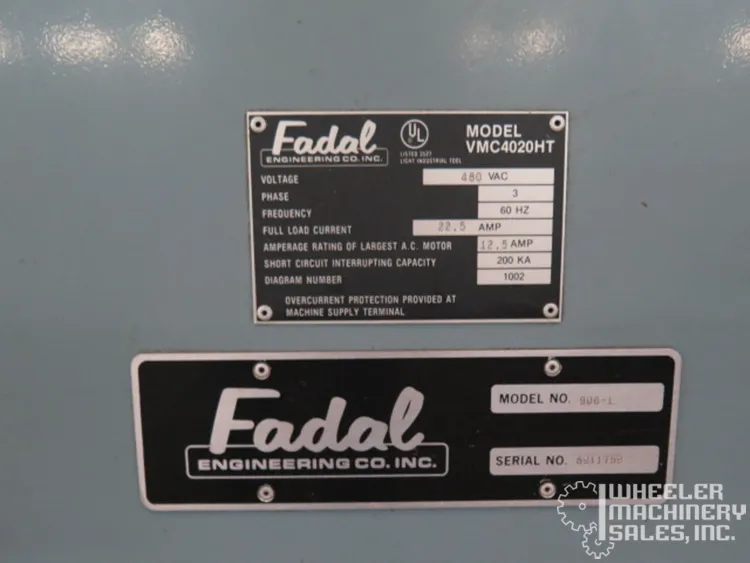 Fadal
ENGINEERING CO. INC.
UL
LISTED
LIGHT INDUSTRIAL TOOL
MODEL
VMC4020HT
VOLTAGE 480 VAC
PHASE 3
FREQUENCY 60 HZ
FULL LOAD CURRENT 22.5 AMP
AMPERAGE RATING OF LARGEST A.C. MOTOR 12.5 AMP
SHORT CIRCUIT INTERRUPTING CAPACITY 200 KA
DIAGRAM NUMBER 1002
OVERCURRENT PROTECTION PROVIDED AT
MACHINE SUPPLY TERMINAL
Fadal
ENGINEERING CO. INC.
MODEL NO. 906-1
SERIAL NO.
WHEELER
MACHINERY
SALES, INC.